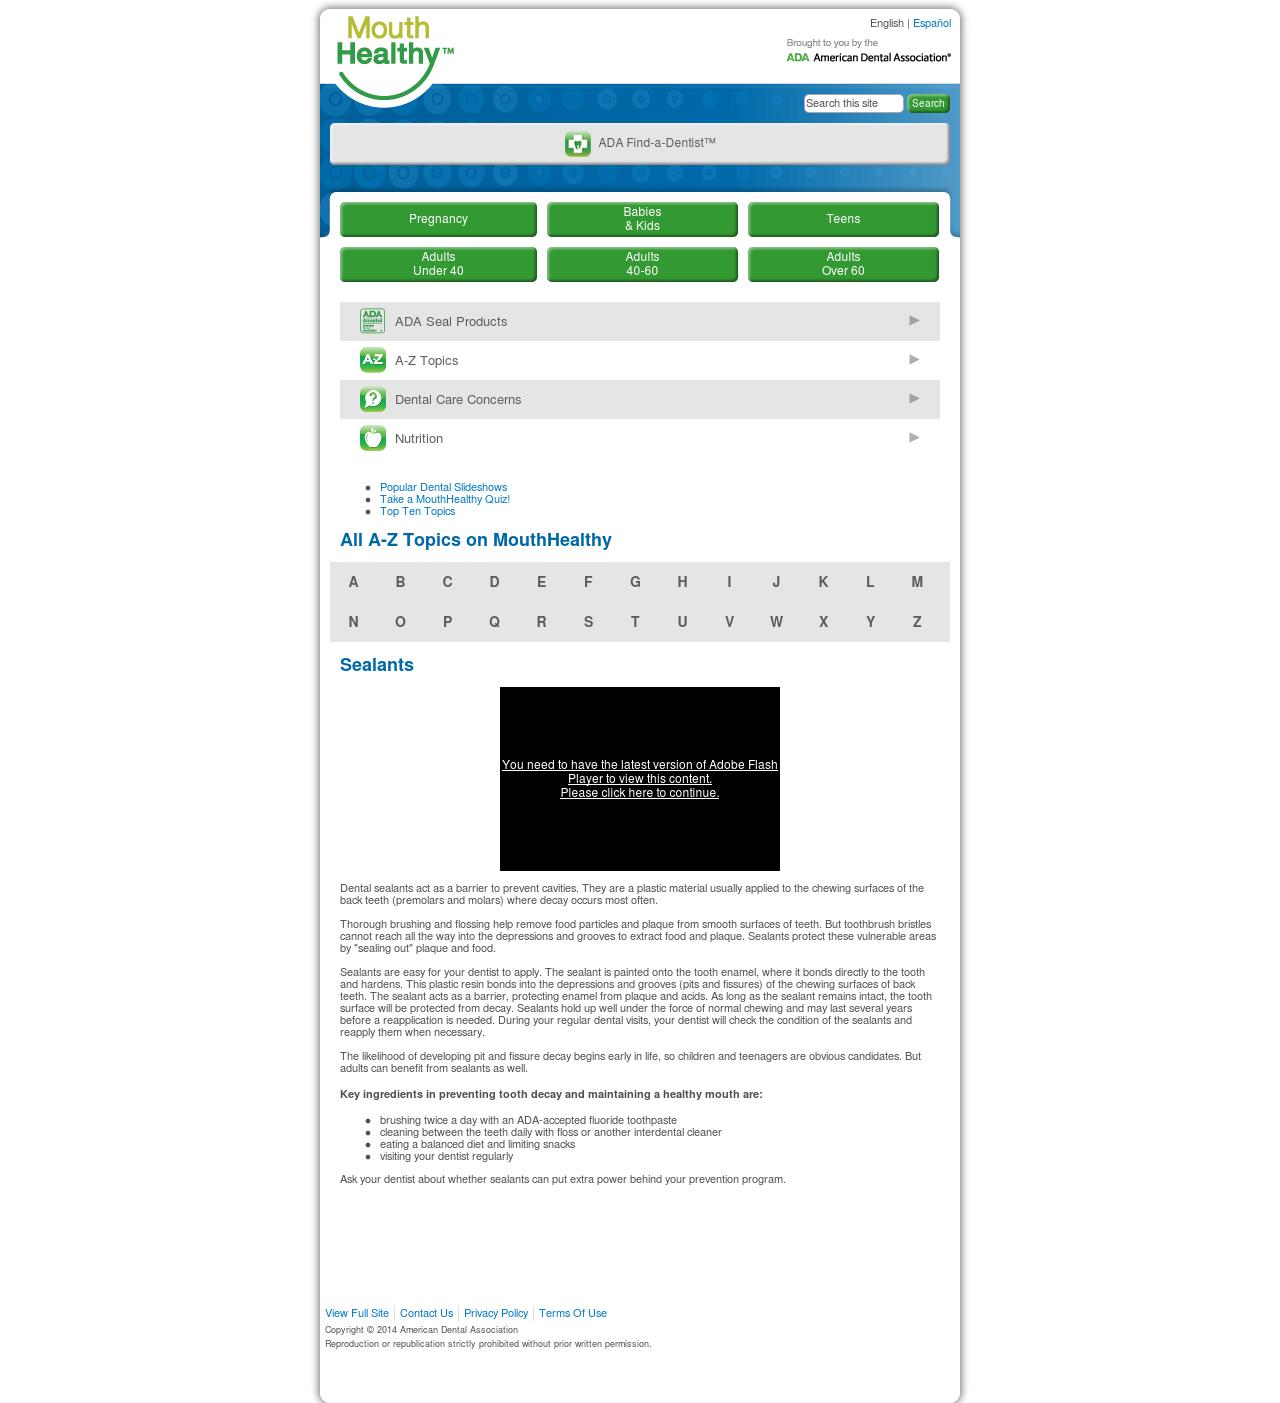 Mouth
Healthy™
English | Español
Brought to you by the
ADA American Dental Association®
Search this site
Search
ADA Find-a-Dentist™
Pregnancy
Babies
& Kids
Teens
Adults
Under 40
Adults
40-60
Adults
Over 60
ADA Seal Products
A-Z
A-Z Topics
Dental Care Concerns
Nutrition
Popular Dental Slideshows
Take a MouthHealthy Quiz!
Top Ten Topics
All A-Z Topics on MouthHealthy
A B C D E F G H I J K L M
N O P Q R S T U V W X Y Z
Sealants
You need to have the latest version of Adobe Flash
Player to view this content.
Please click here to continue.
Dental sealants act as a barrier to prevent cavities. They are a plastic material usually applied to the chewing surfaces of the
back teeth (premolars and molars) where decay occurs most often.
Thorough brushing and flossing help remove food particles and plaque from smooth surfaces of teeth. But toothbrush bristles
cannot reach all the way into the depressions and grooves to extract food and plaque. Sealants protect these vulnerable areas
by "sealing out" plaque and food.
Sealants are easy for your dentist to apply. The sealant is painted onto the tooth enamel, where it bonds directly to the tooth
and hardens. This plastic resin bonds into the depressions and grooves (pits and fissures) of the chewing surfaces of back
teeth. The sealant acts as a barrier, protecting enamel from plaque and acids. As long as the sealant remains intact, the tooth
surface will be protected from decay. Sealants hold up well under the force of normal chewing and may last several years
before a reapplication is needed. During your regular dental visits, your dentist will check the condition of the sealants and
reapply them when necessary.
The likelihood of developing pit and fissure decay begins early in life, so children and teenagers are obvious candidates. But
adults can benefit from sealants as well.
Key ingredients in preventing tooth decay and maintaining a healthy mouth are:
brushing twice a day with an ADA-accepted fluoride toothpaste
cleaning between the teeth daily with floss or another interdental cleaner
eating a balanced diet and limiting snacks
visiting your dentist regularly
Ask your dentist about whether sealants can put extra power behind your prevention program.
View Full Site | Contact Us | Privacy Policy | Terms Of Use
Copyright © 2014 American Dental Association
Reproduction or republication strictly prohibited without prior written permission.